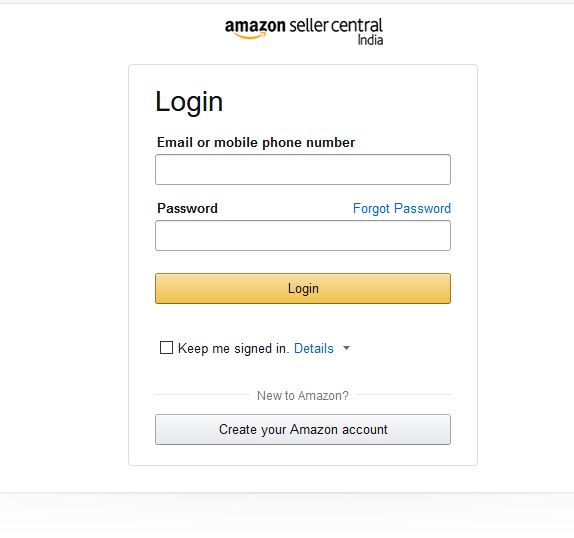 amazon seller central
India
Login
Email or mobile phone number
Password Forgot Password
Login
Keep me signed in. Details
New to Amazon?
Create your Amazon account